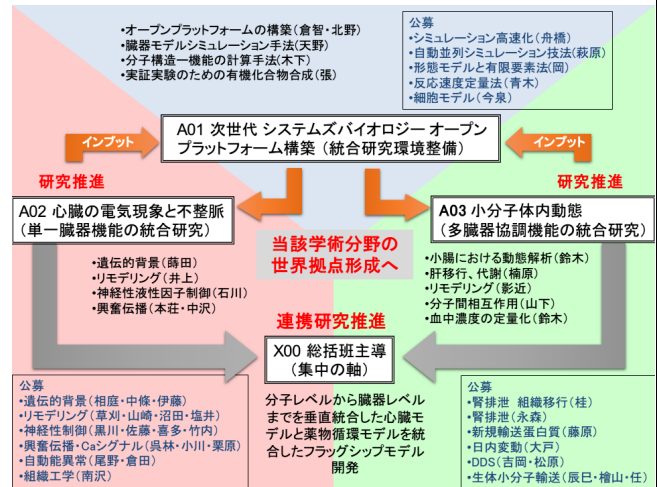 •オープンプラットフォームの構築(倉智・北野)
•臓器モデルシミュレーション手法(天野)
•分子構造ー機能の計算手法(木下)
•実証実験のための有機化合物合成(張)
公募
•シミュレーション高速化(舟橋)
•自動並列シミュレーション技法(萩原)
•形態モデルと有限要素法(岡)
•反応速度定量法(青木)
•細胞モデル(今泉)
インプット
A01 次世代 システムズバイオロジー オープン
プラットフォーム構築 (統合研究環境整備)
インプット
研究推進
A02 心臓の電気現象と不整脈
(単一臓器機能の統合研究)
研究推進
A03 小分子体内動態
(多臓器協調機能の統合研究)
当該学術分野の
世界拠点形成へ
•遺伝的背景(蒔田)
•リモデリング(井上)
•神経性液性因子制御(石川)
•興奮伝播(本荘・中沢)
•小腸における動態解析(鈴木)
•肝移行、代謝(楠原)
•リモデリング(影近)
•分子間相互作用(山下)
•血中濃度の定量化(鈴木)
連携研究推進
X00 総括班主導
(集中の軸)
分子レベルから臓器レベル
までを垂直統合した心臓モ
デルと薬物循環モデルを統
合したフラッグシップモデル
開発
公募
•遺伝的背景(相庭・中條・伊藤)
•リモデリング(草刈・山崎・沼田・塩井)
•神経性制御(黒川・佐藤・喜多・竹内)
•興奮伝播・Caシグナル(呉林・小川・栗原)
•自動能異常(尾野・倉田)
•組織工学(南沢)
公募
•腎排泄 組織移行(桂)
•腎排泄(永森)
•新規輸送蛋白質(藤原)
•日内変動(大戸)
•DDS(吉岡・松原)
•生体小分子輸送(辰巳・檜山・任)